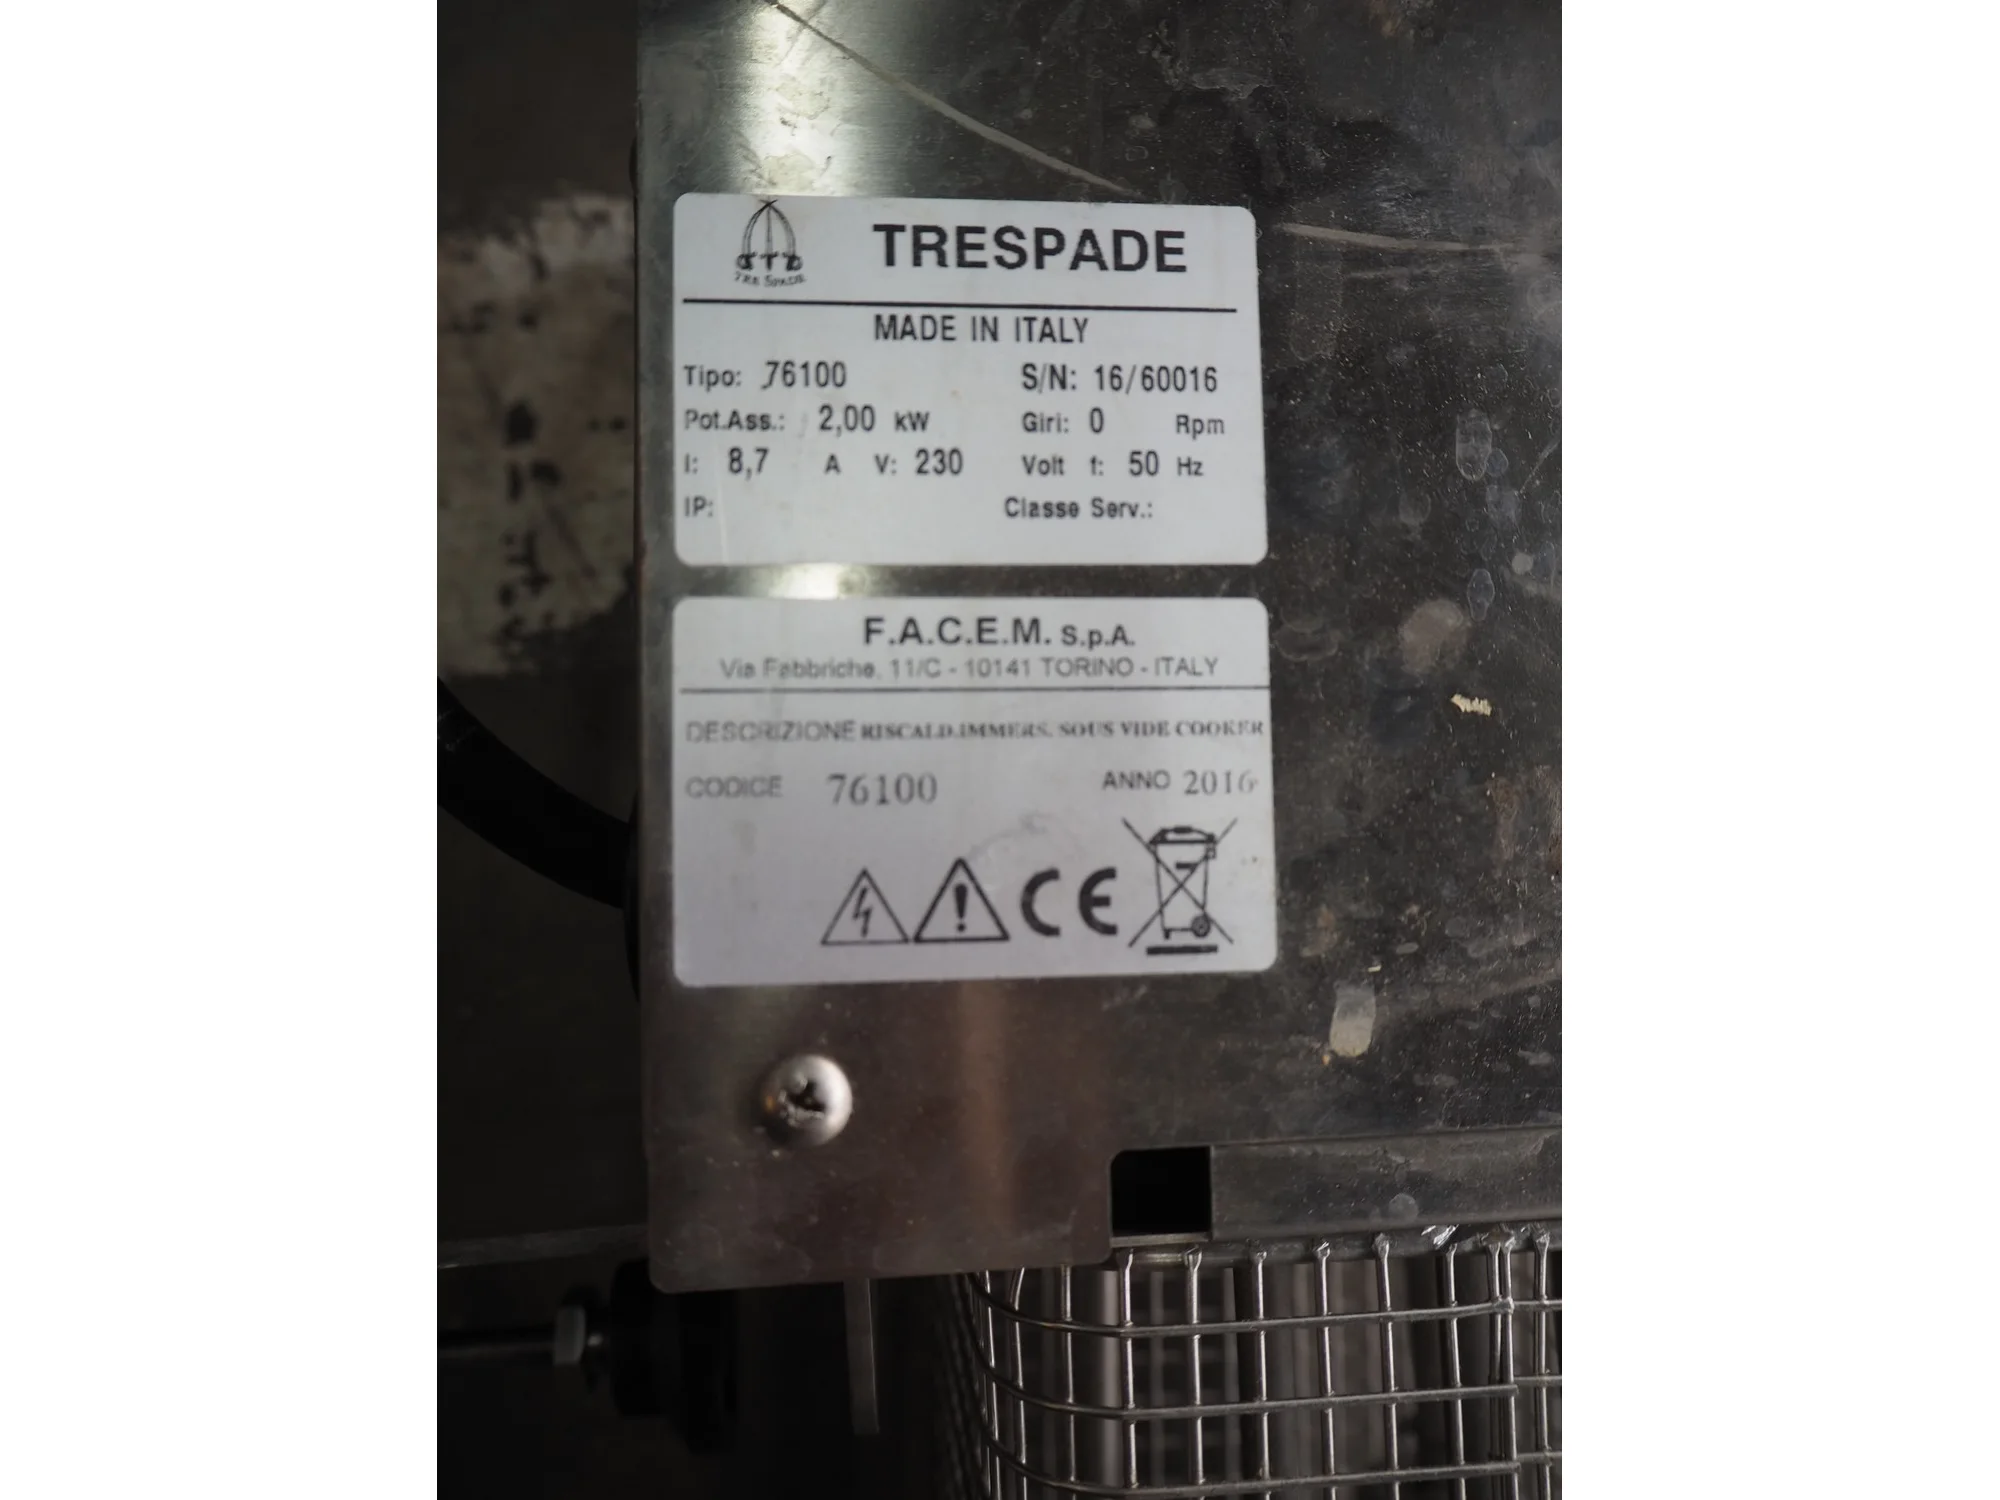 TRE SPADE
TRESPADE
MADE IN ITALY
Tipo: 76100 S/N: 16/60016
Pot.Ass.: 2,00 kW Giri: 0 Rpm
I: 8,7 A V: 230 Volt f: 50 Hz
IP: Classe Serv.:
F.A.C.E.M. S.p.A.
Via Fabbriche, 11/C - 10141 TORINO - ITALY
DESCRIZIONE RISCALD.IMMERS. SOUS VIDE COOKER
CODICE 76100 ANNO 2016
CE